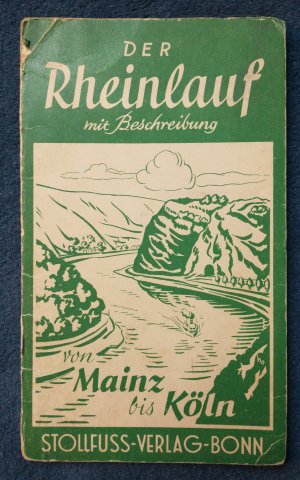 DER
Rheinlauf
mit Beschreibung
von
Mainz
bis Köln
STOLLFUSS-VERLAG-BONN